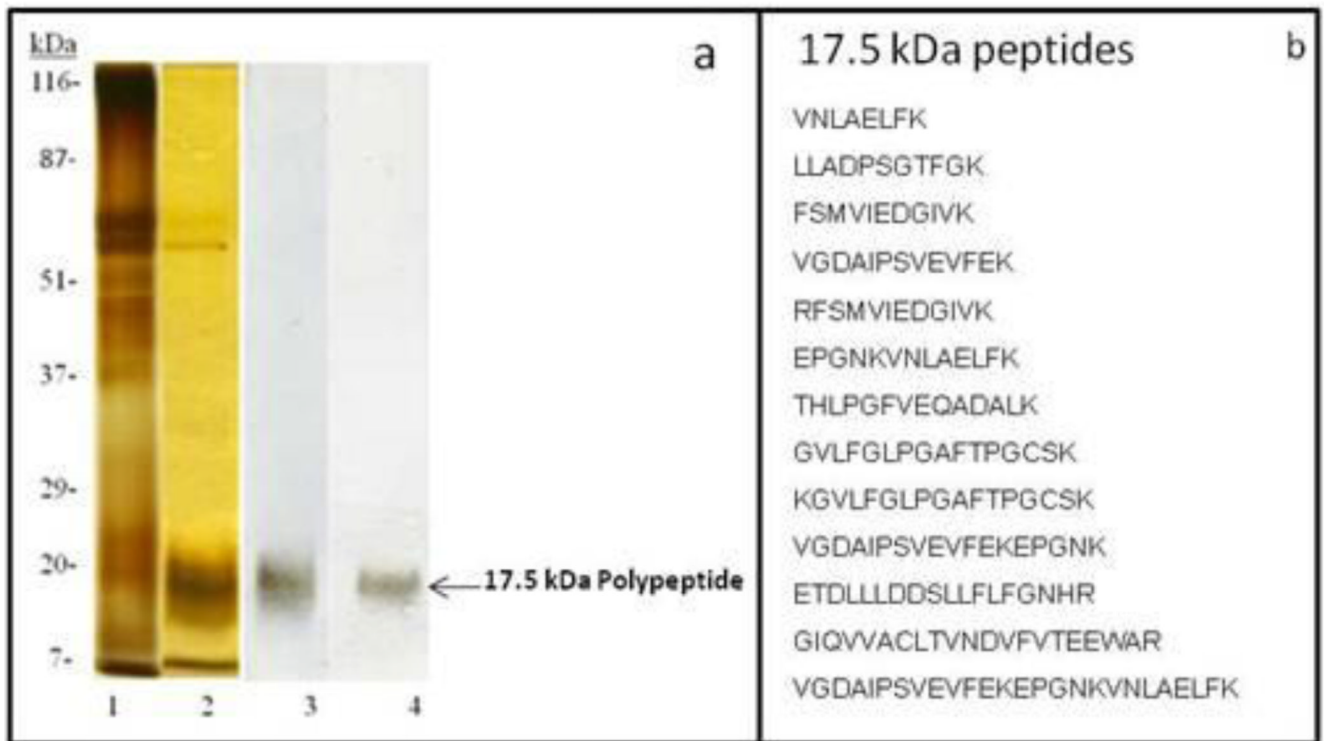 kDa
116-
87-
51-
37-
29-
20-
7-
a
17.5 kDa Polypeptide
1 2 3 4
17.5 kDa peptides
b
VNLAELFK
LLADPSGTFGK
FSMVIEDGIVK
VGDAIPSVEVFEK
RFSMVIEDGIVK
EPGNKVNLAELFK
THLPGFVEQADALK
GVLFGLPGAFTPGCSK
KGVLFGLPGAFTPGCSK
VGDAIPSVEVFEKEPGNK
ETDLLLDDSLLFLFGNHR
GIQVVACLTVNDVFVTEEWAR
VGDAIPSVEVFEKEPGNKVNLAELFK